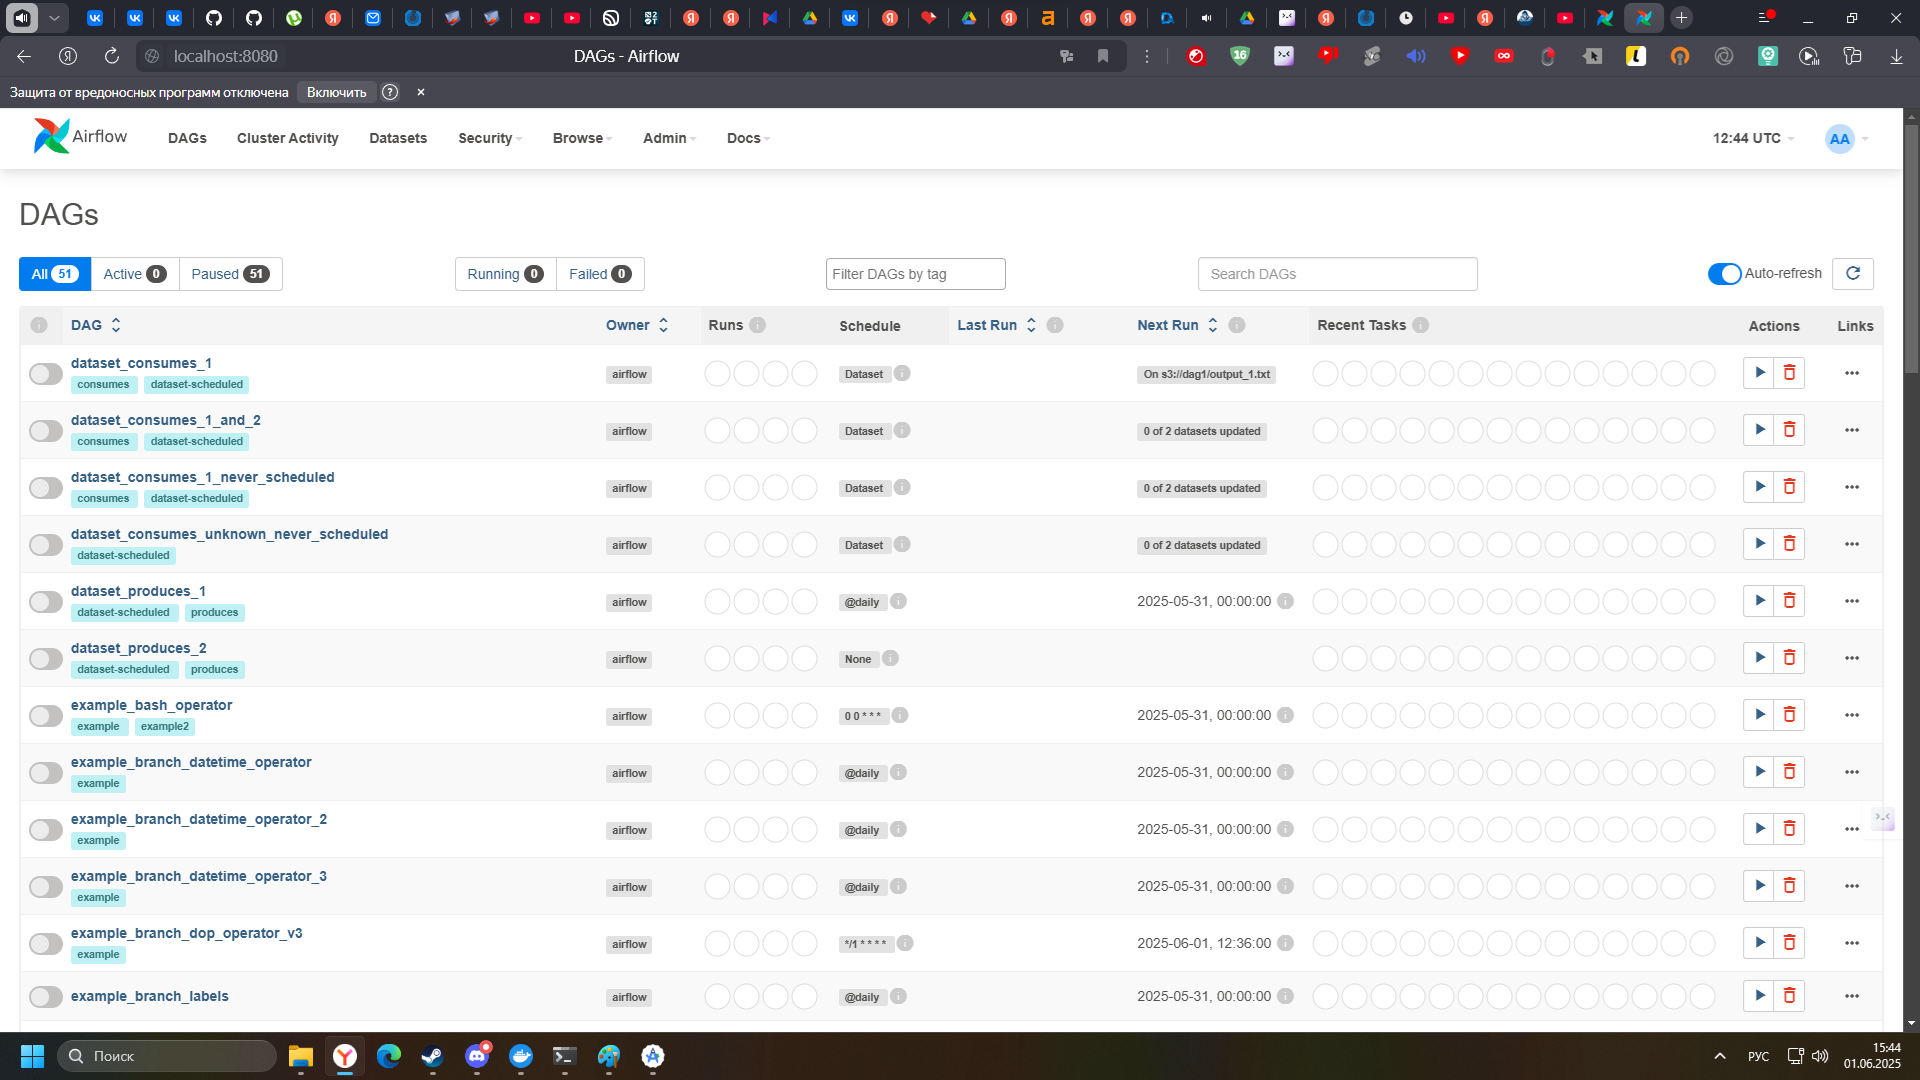 localhost:8080
DAGs - Airflow
16
Защита от вредоносных программ отключена
Включить
Airflow
DAGs
Cluster Activity
Datasets
Security
Browse
Admin
Docs
12:44 UTC
AA
DAGs
All 51
Active 0
Paused 51
Running 0
Failed 0
Filter DAGs by tag
Search DAGs
Auto-refresh
DAG
Owner
Runs
Schedule
Last Run
Next Run
Recent Tasks
Actions
Links
dataset_consumes_1
consumes dataset-scheduled
airflow
Dataset
On s3://dag1/output_1.txt
dataset_consumes_1_and_2
consumes dataset-scheduled
airflow
Dataset
0 of 2 datasets updated
dataset_consumes_1_never_scheduled
consumes dataset-scheduled
airflow
Dataset
0 of 2 datasets updated
dataset_consumes_unknown_never_scheduled
dataset-scheduled
airflow
Dataset
0 of 2 datasets updated
dataset_produces_1
dataset-scheduled produces
airflow
@daily
2025-05-31, 00:00:00
dataset_produces_2
dataset-scheduled produces
airflow
None
example_bash_operator
example example2
airflow
0 0 * * *
2025-05-31, 00:00:00
example_branch_datetime_operator
example
airflow
@daily
2025-05-31, 00:00:00
example_branch_datetime_operator_2
example
airflow
@daily
2025-05-31, 00:00:00
example_branch_datetime_operator_3
example
airflow
@daily
2025-05-31, 00:00:00
example_branch_dop_operator_v3
example
airflow
*/1 * * * *
2025-06-01, 12:36:00
example_branch_labels
airflow
@daily
2025-05-31, 00:00:00
Поиск
РУС
15:44
01.06.2025